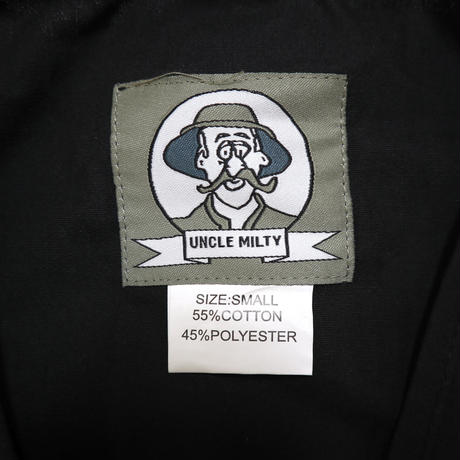 UNCLE MILTY
SIZE:SMALL
55%COTTON
45%POLYESTER